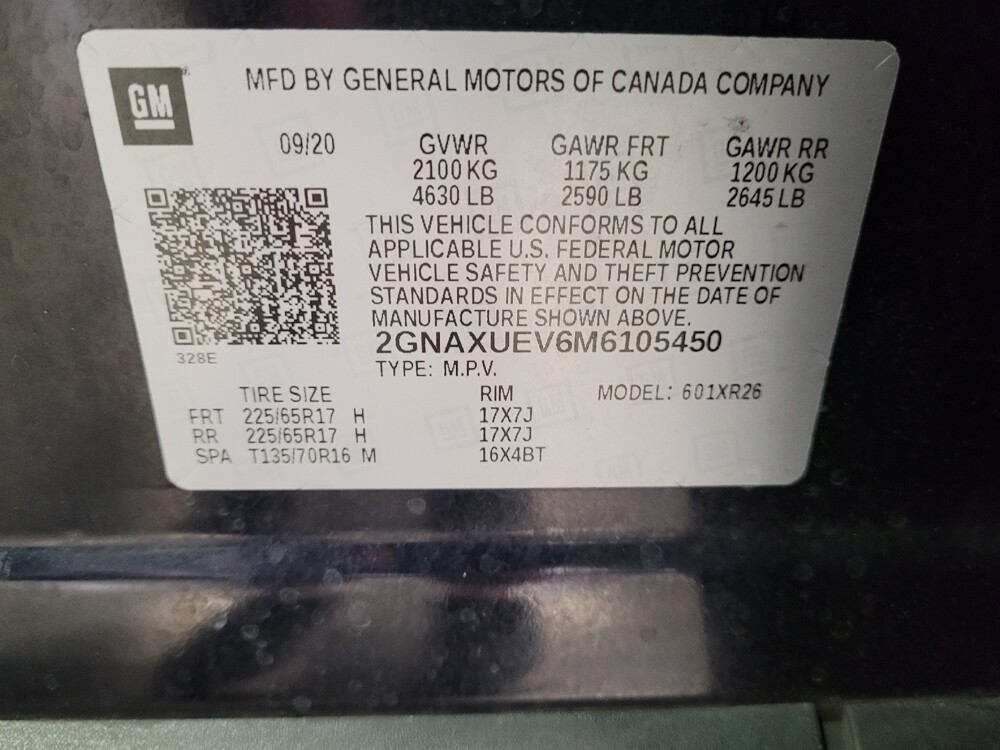 GM
MFD BY GENERAL MOTORS OF CANADA COMPANY
09/20 GVWR GAWR FRT GAWR RR
2100 KG 1175 KG 1200 KG
4630 LB 2590 LB 2645 LB
THIS VEHICLE CONFORMS TO ALL
APPLICABLE U.S. FEDERAL MOTOR
VEHICLE SAFETY AND THEFT PREVENTION
STANDARDS IN EFFECT ON THE DATE OF
MANUFACTURE SHOWN ABOVE.
2GNAXUEV6M6105450
328E
TYPE: M.P.V.
TIRE SIZE RIM MODEL: 601XR26
FRT 225/65R17 H 17X7J
RR 225/65R17 H 17X7J
SPA T135/70R16 M 16X4BT